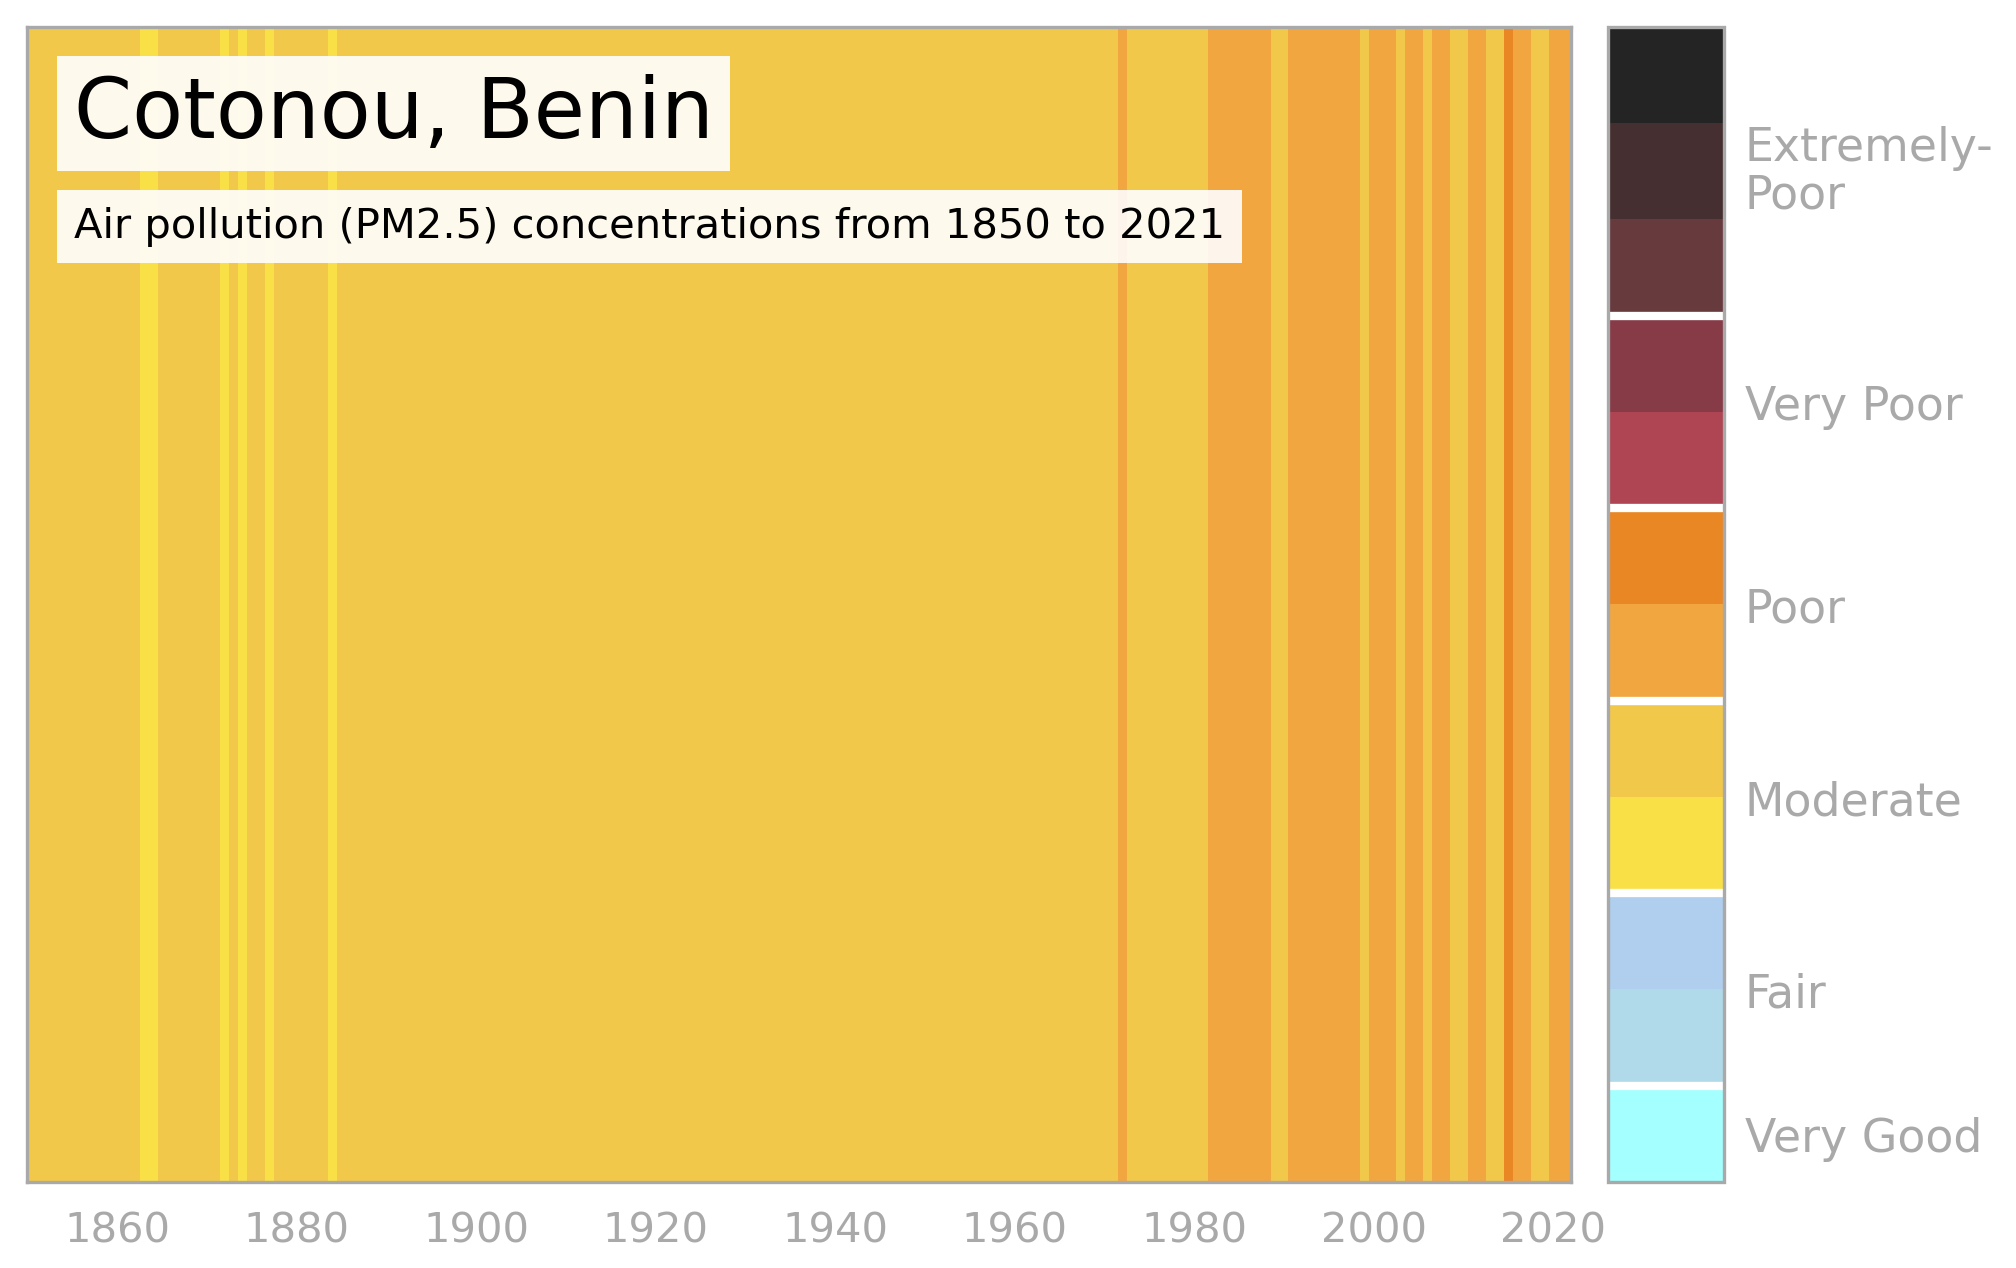 Cotonou, Benin
Air pollution (PM2.5) concentrations from 1850 to 2021
Extremely-
Poor
Very Poor
Poor
Moderate
Fair
Very Good
1860 1880 1900 1920 1940 1960 1980 2000 2020